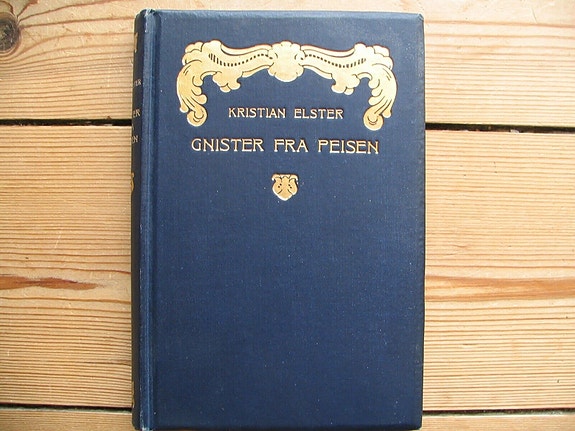 KRISTIAN ELSTER
GNISTER FRA PEISEN